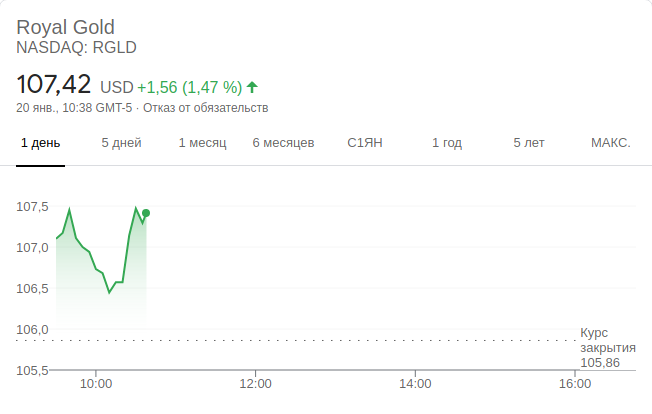 Royal Gold
NASDAQ: RGLD
107,42 USD +1,56 (1,47 %)
20 янв., 10:38 GMT-5 · Отказ от обязательств
1 день 5 дней 1 месяц 6 месяцев С1ЯН 1 год 5 лет МАКС.
107,5
107,0
106,5
106,0
105,5
Курс
закрытия
105,86
10:00 12:00 14:00 16:00